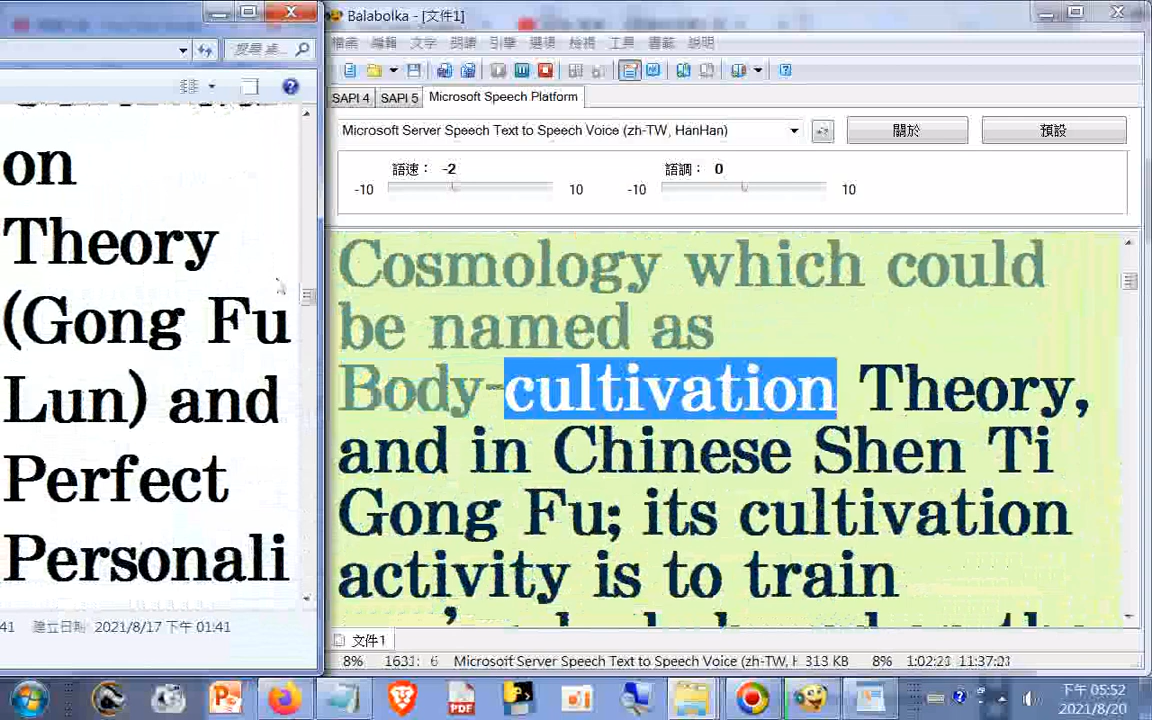 Balabolka - [文件1]
檔案 編輯 文字 朗讀 引擎 選項 檢視 工具 書籤 說明
SAPI 4 SAPI 5 Microsoft Speech Platform
Microsoft Server Speech Text to Speech Voice (zh-TW, HanHan)
關於
預設
語速： -2
-10 10
語調： 0
-10 10
on
Theory
(Gong Fu
Lun) and
Perfect
Personali
41 建立日期: 2021/8/17 下午 01:41
Cosmology which could
be named as
Body-cultivation Theory,
and in Chinese Shen Ti
Gong Fu; its cultivation
activity is to train
文件1
8% 1631: 6 Microsoft Server Speech Text to Speech Voice (zh-TW, H 313 KB 8%
下午 05:52
2021/8/20